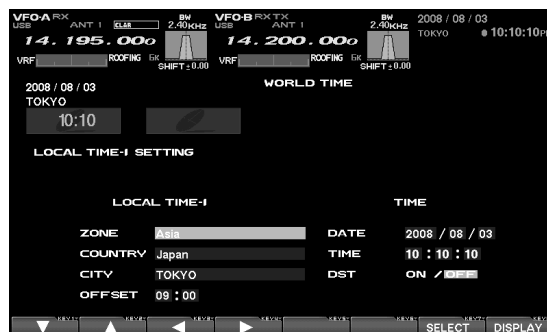 VFO-A RX BW VFO-B RX TX BW 2008 / 08 / 03
USB ANT 1 CLAR 2.40KHz USB ANT 1 2.40KHz TOKYO 10:10:10PM
14.195.000 14.200.000
VRF ROOFING 6K VRF ROOFING 6K
SHIFT±0.00 SHIFT±0.00
WORLD TIME
2008 / 08 / 03
TOKYO
10:10
LOCAL TIME-1 SETTING
LOCAL TIME-1 TIME
ZONE Asia DATE 2008 / 08 / 03
COUNTRY Japan TIME 10 : 10 : 10
CITY TOKYO DST ON / OFF
OFFSET 09 : 00
▼ ▲ ◀ ▶ SELECT DISPLAY